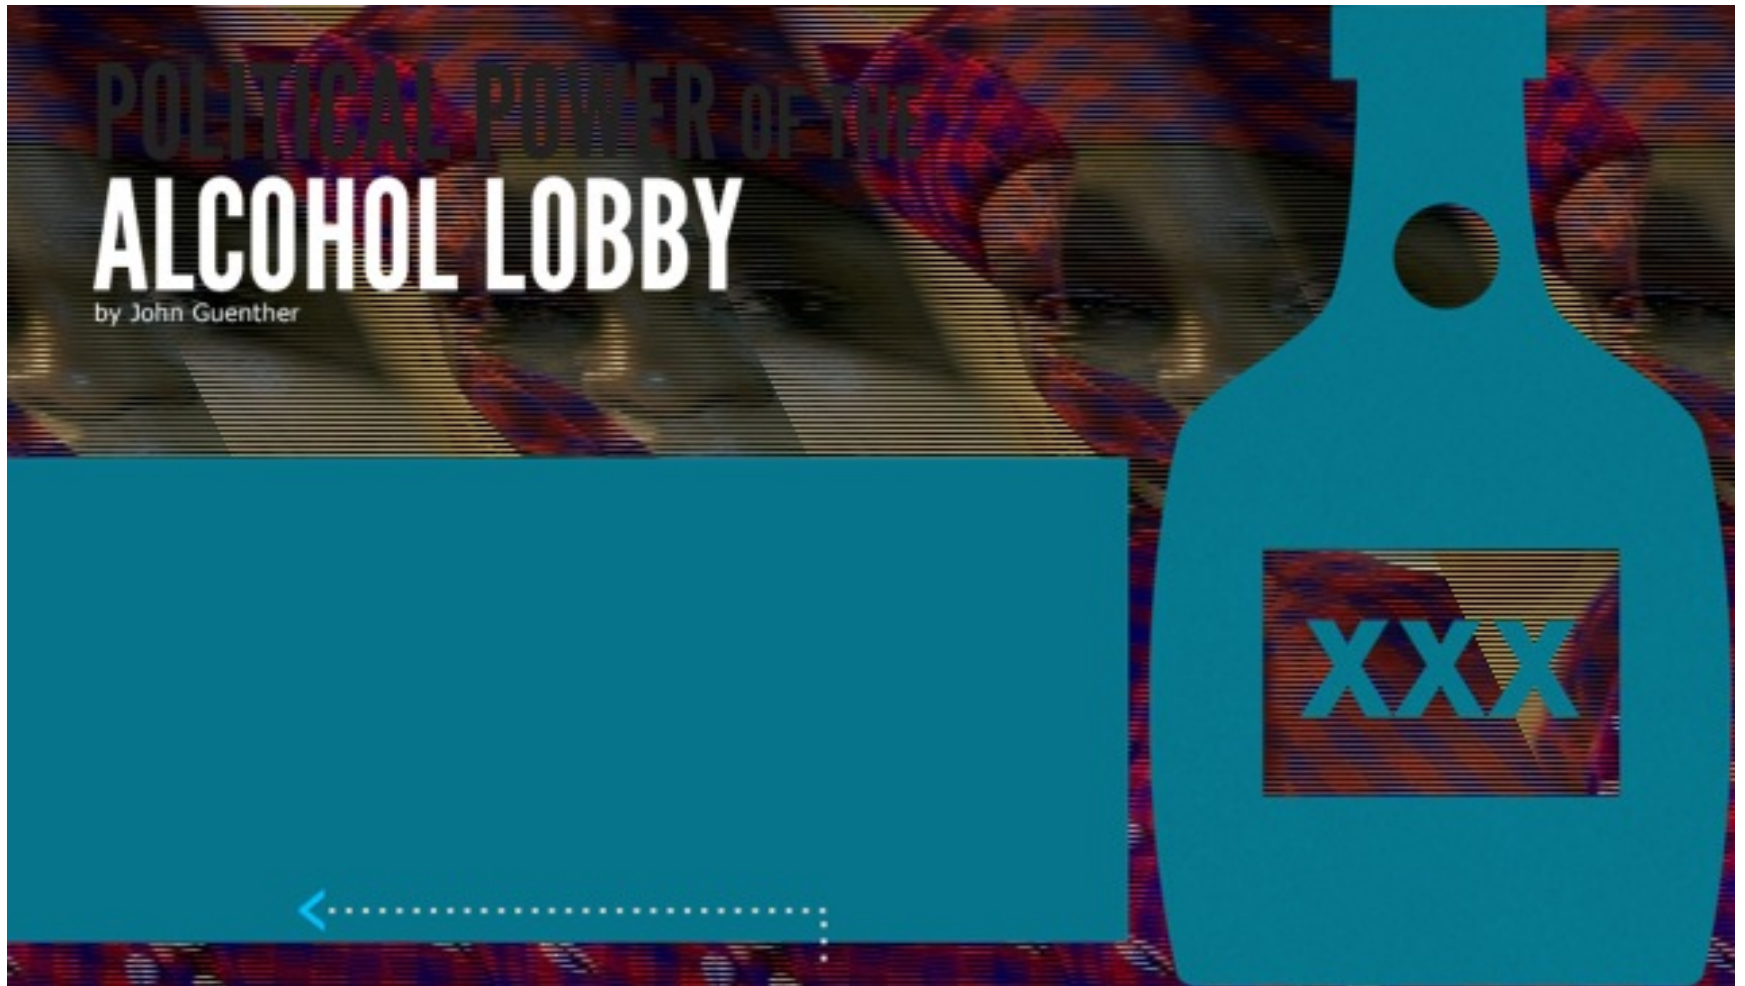 POLITICAL POWER OF THE
ALCOHOL LOBBY
by John Guenther
XXX